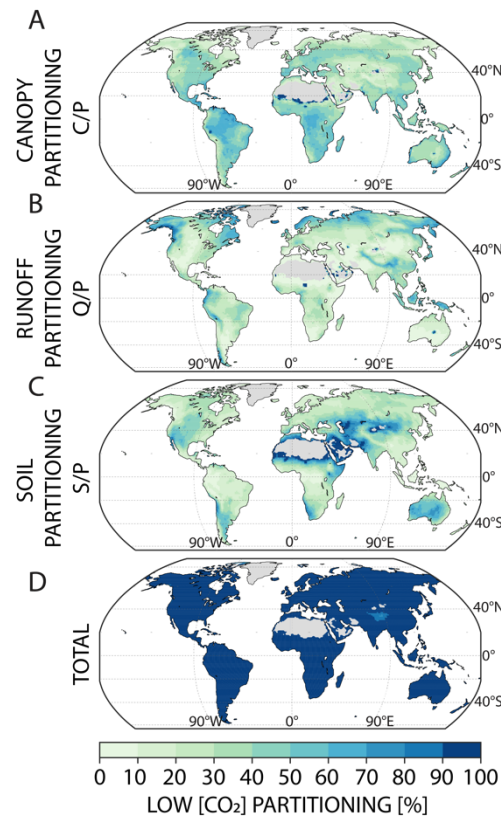 A
CANOPY
PARTITIONING
C/P
40°N
0°
40°S
90°W 0° 90°E
B
RUNOFF
PARTITIONING
Q/P
40°N
0°
40°S
90°W 0° 90°E
C
SOIL
PARTITIONING
S/P
40°N
0°
40°S
90°W 0° 90°E
D
TOTAL
40°N
0°
40°S
90°W 0° 90°E
0 10 20 30 40 50 60 70 80 90 100
LOW [CO₂] PARTITIONING [%]